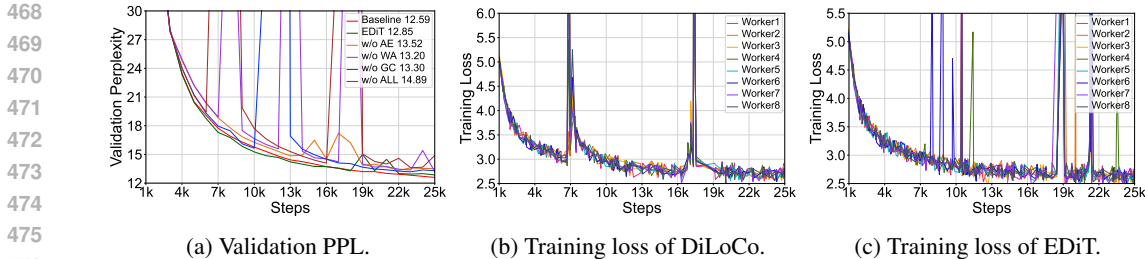 468
469
470
471
472
473
474
475
Validation Perplexity
30
27
24
21
18
15
12
1k 4k 7k 10k 13k 16k 19k 22k 25k
Steps
Baseline 12.59
EDiT 12.85
w/o AE 13.52
w/o WA 13.20
w/o GC 13.30
w/o ALL 14.89
(a) Validation PPL.
Training Loss
6.0
5.5
5.0
4.5
4.0
3.5
3.0
2.5
1k 4k 7k 10k 13k 16k 19k 22k 25k
Steps
Worker1
Worker2
Worker3
Worker4
Worker5
Worker6
Worker7
Worker8
(b) Training loss of DiLoCo.
Training Loss
5.5
5.0
4.5
4.0
3.5
3.0
2.5
1k 4k 7k 10k 13k 16k 19k 22k 25k
Steps
Worker1
Worker2
Worker3
Worker4
Worker5
Worker6
Worker7
Worker8
(c) Training loss of EDiT.